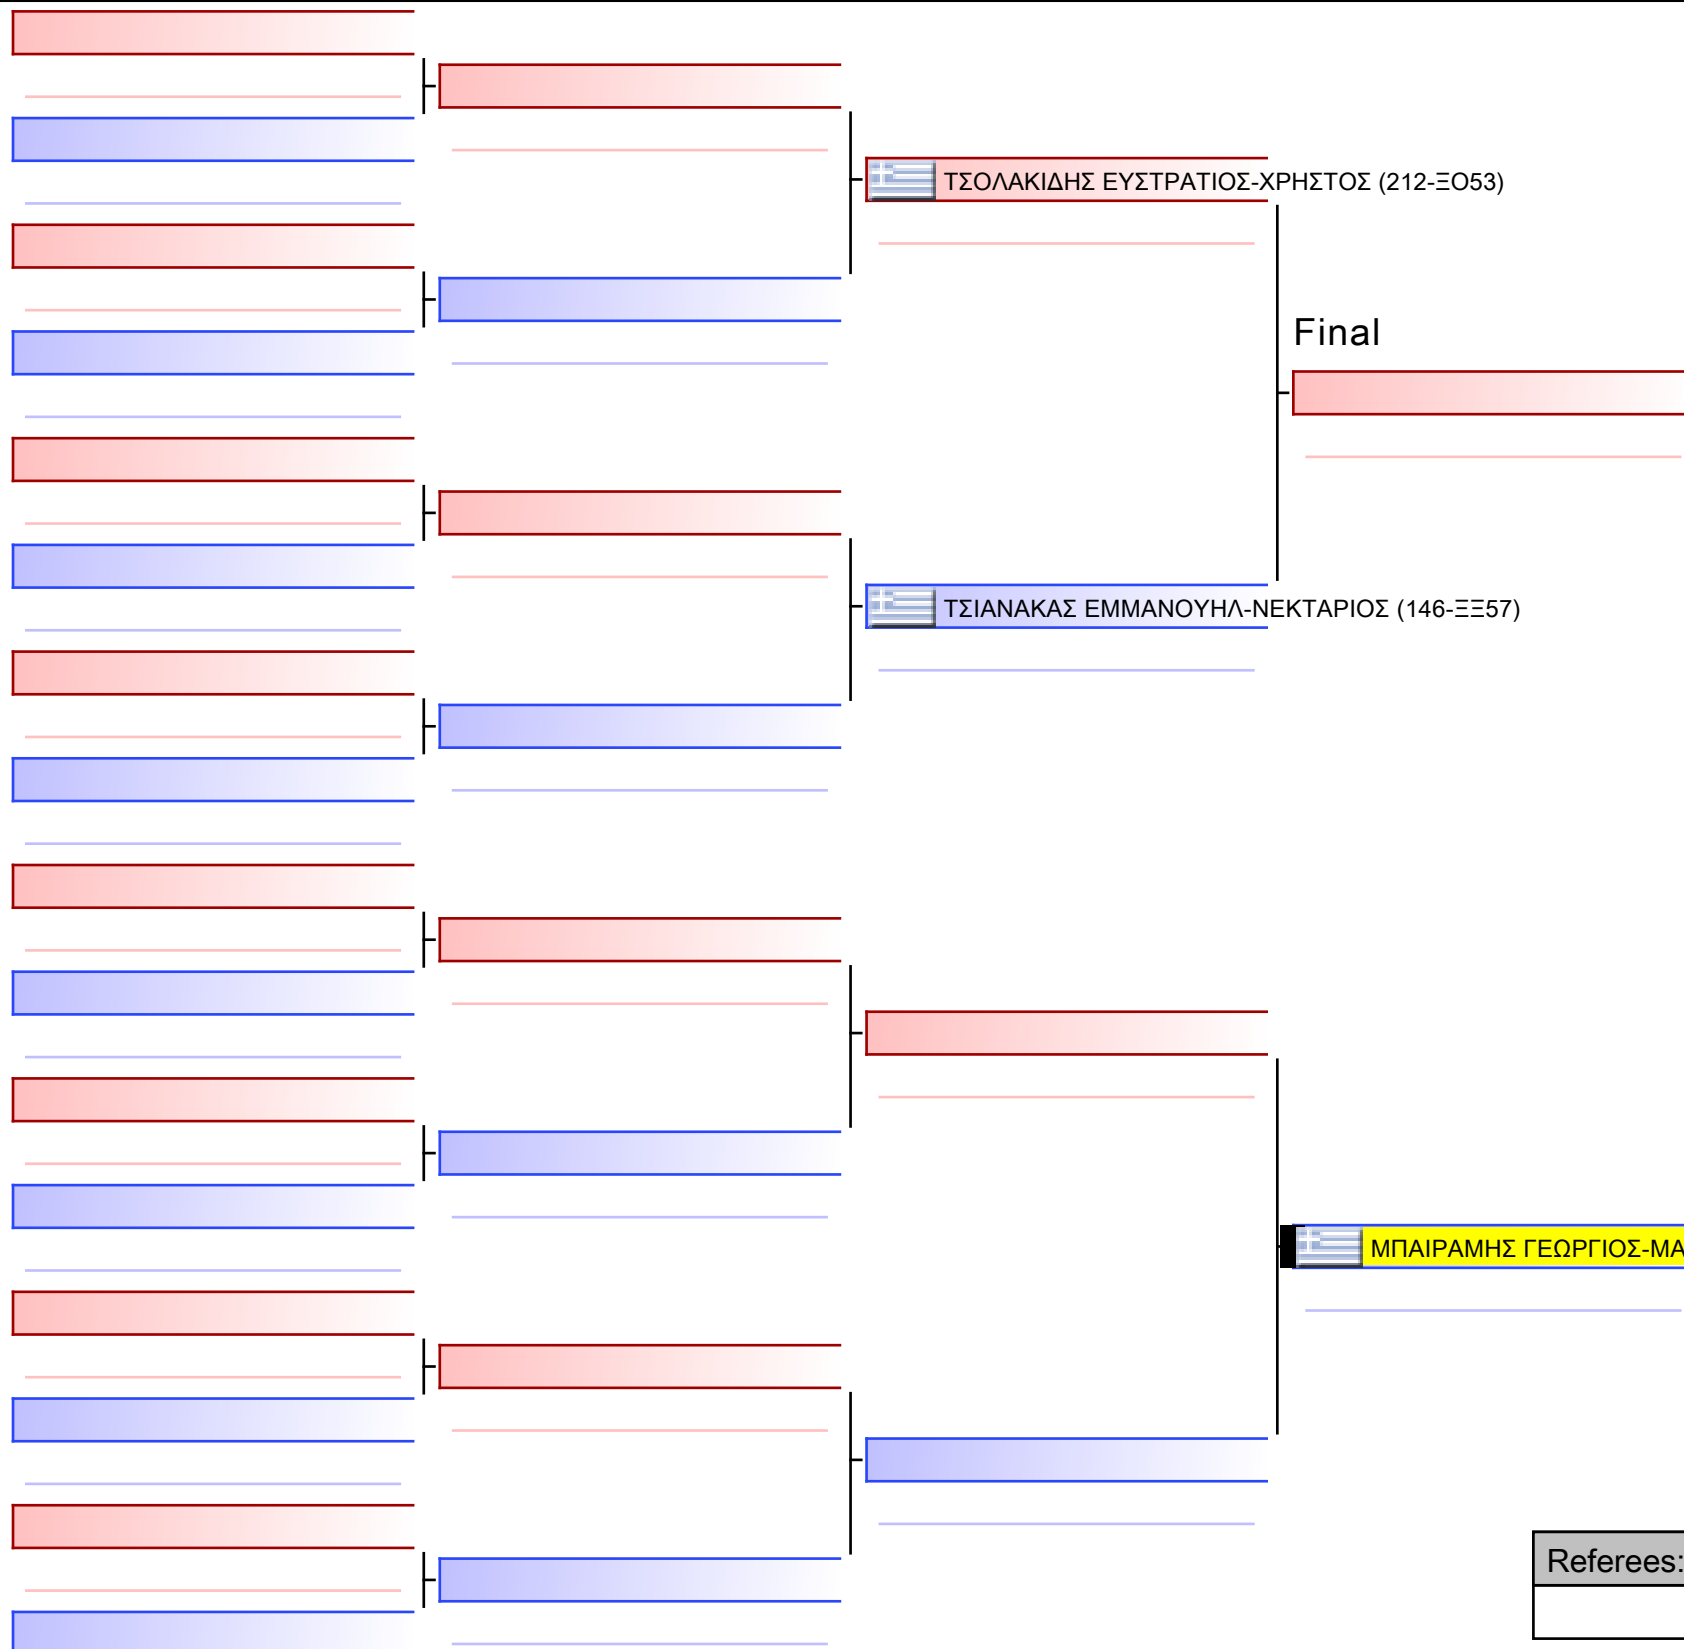 ΤΣΟΛΑΚΙΔΗΣ ΕΥΣΤΡΑΤΙΟΣ-ΧΡΗΣΤΟΣ (212-ΞΟ53)
Final
ΤΣΙΑΝΑΚΑΣ ΕΜΜΑΝΟΥΗΛ-ΝΕΚΤΑΡΙΟΣ (146-ΞΞ57)
ΜΠΑΙΡΑΜΗΣ ΓΕΩΡΓΙΟΣ-ΜΑ
Referees: